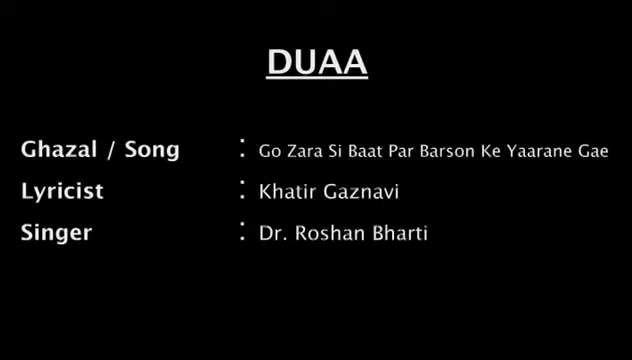 DUAA
Ghazal / Song : Go Zara Si Baat Par Barson Ke Yaarane Gae
Lyricist : Khatir Gaznavi
Singer : Dr. Roshan Bharti